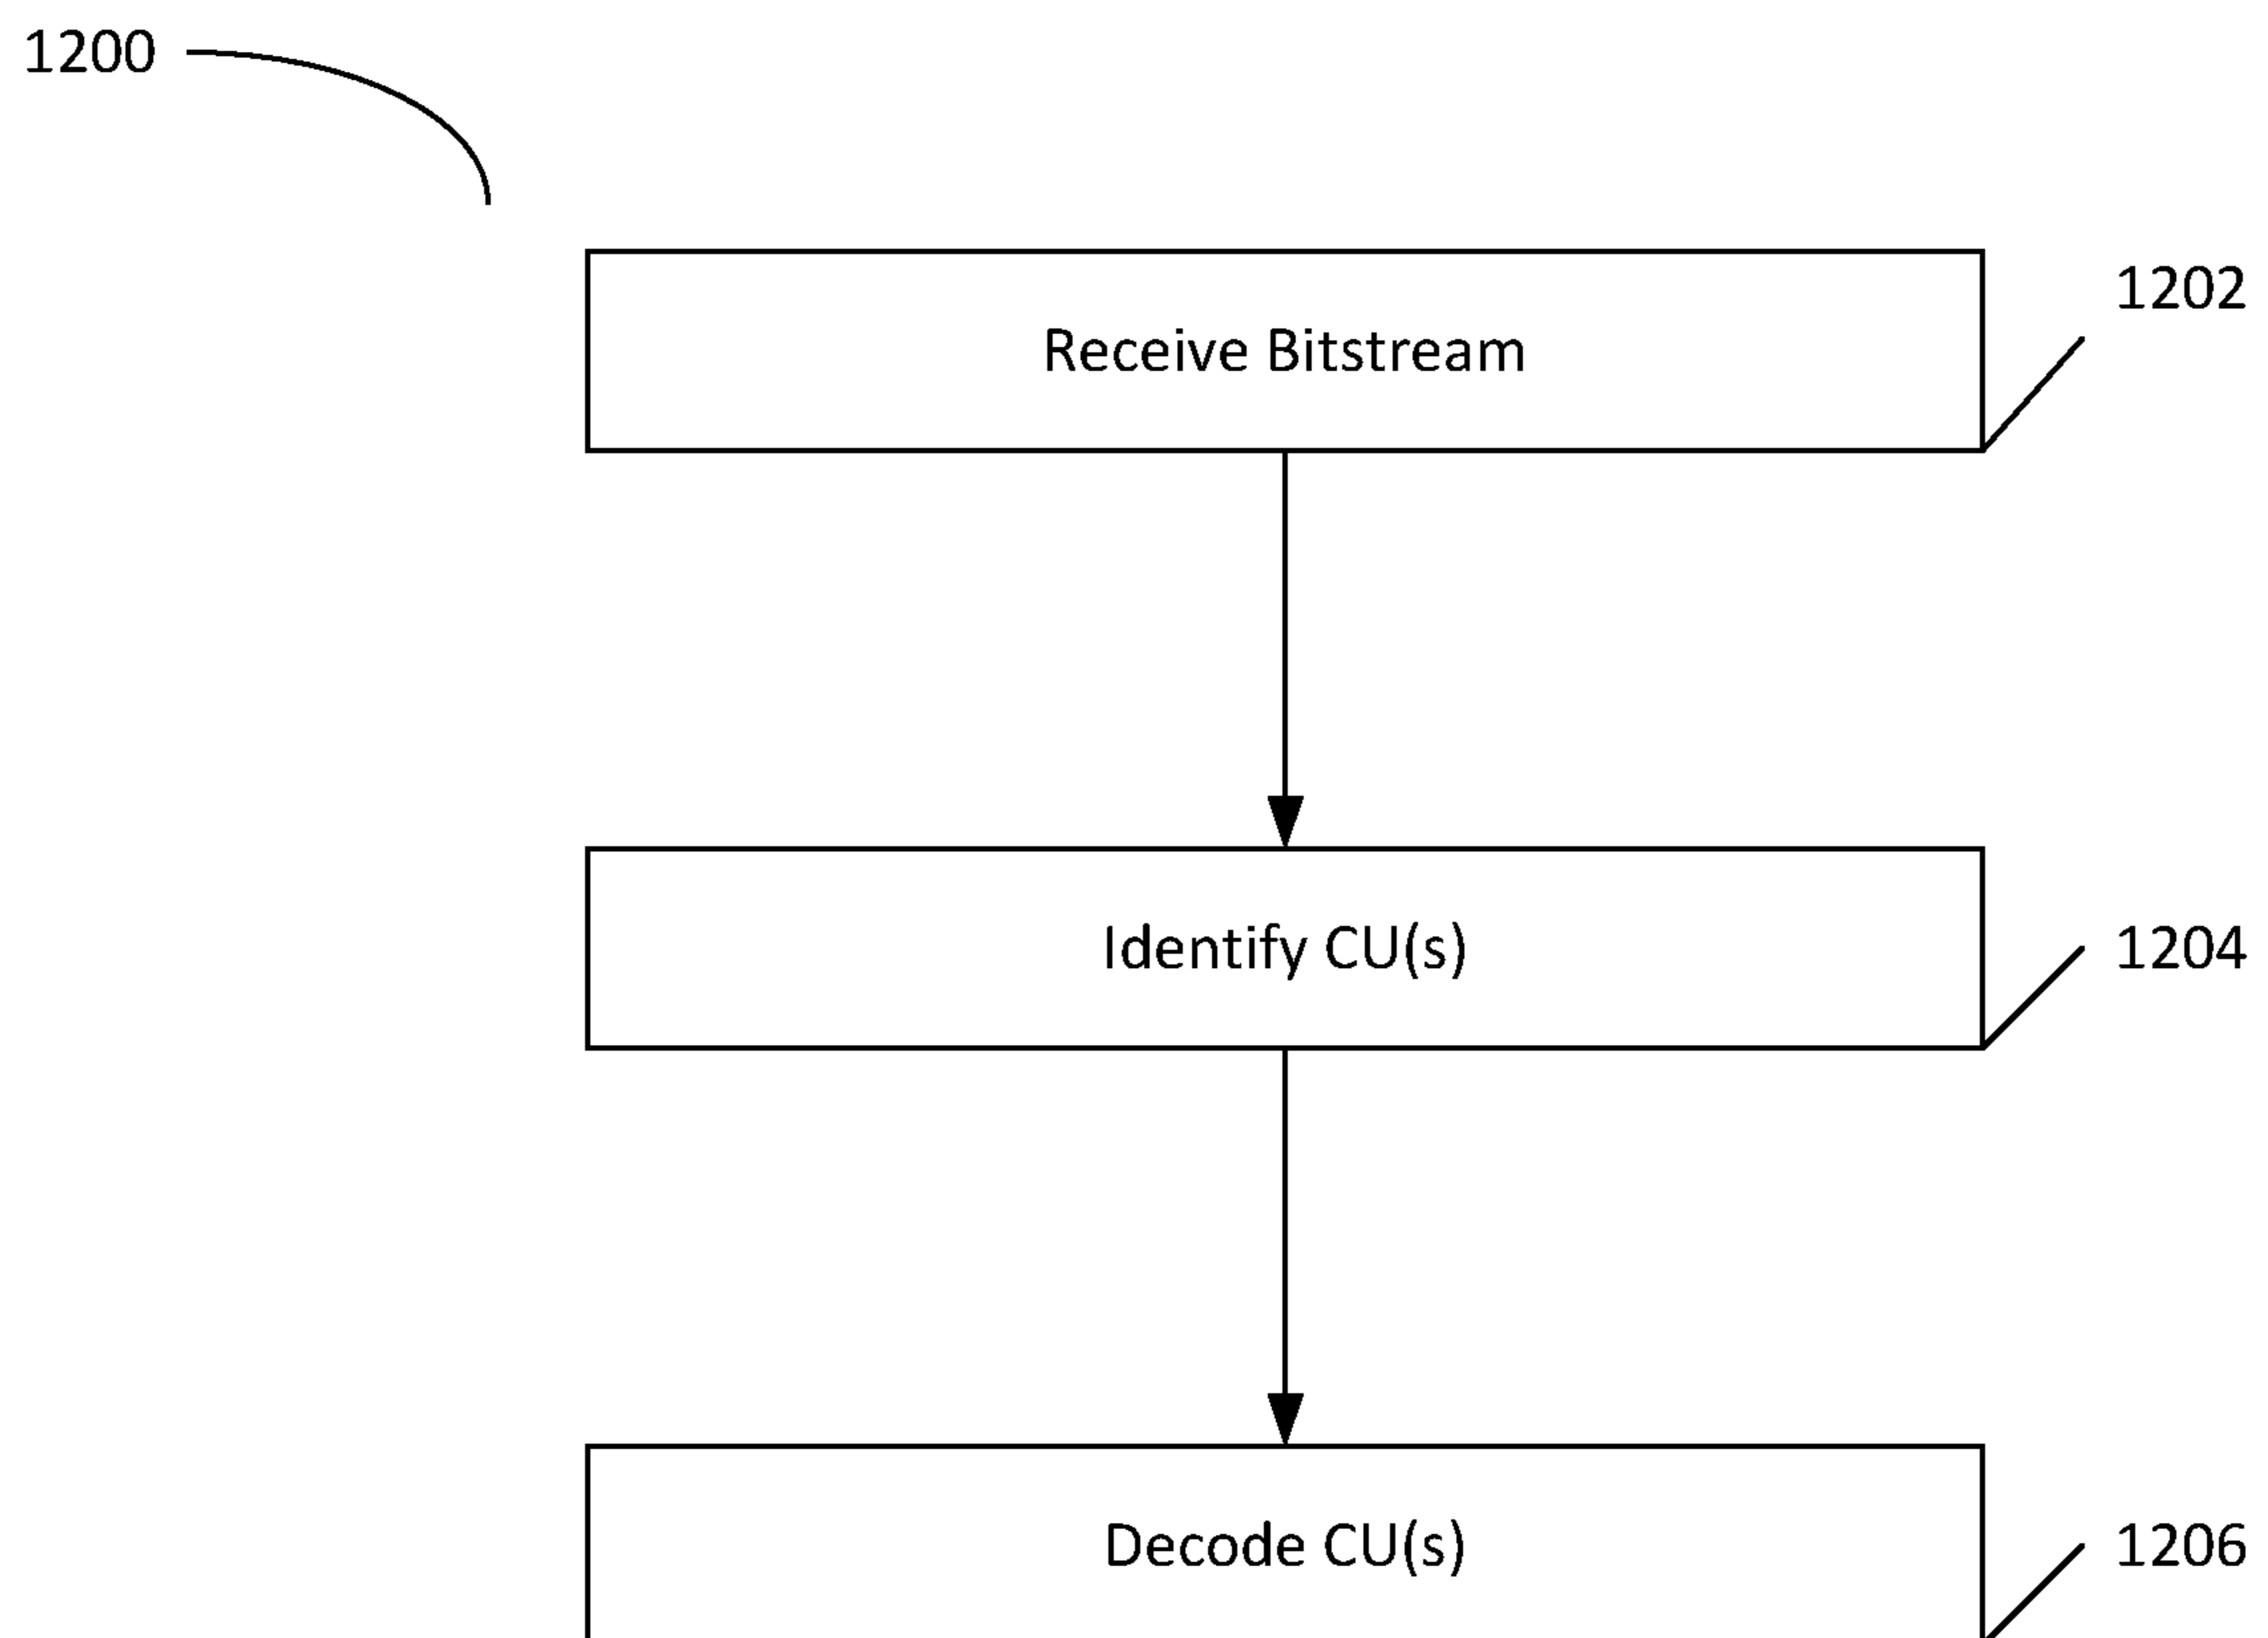 1200
1202
Receive Bitstream
1204
Identify CU(s)
1206
Decode CU(s)